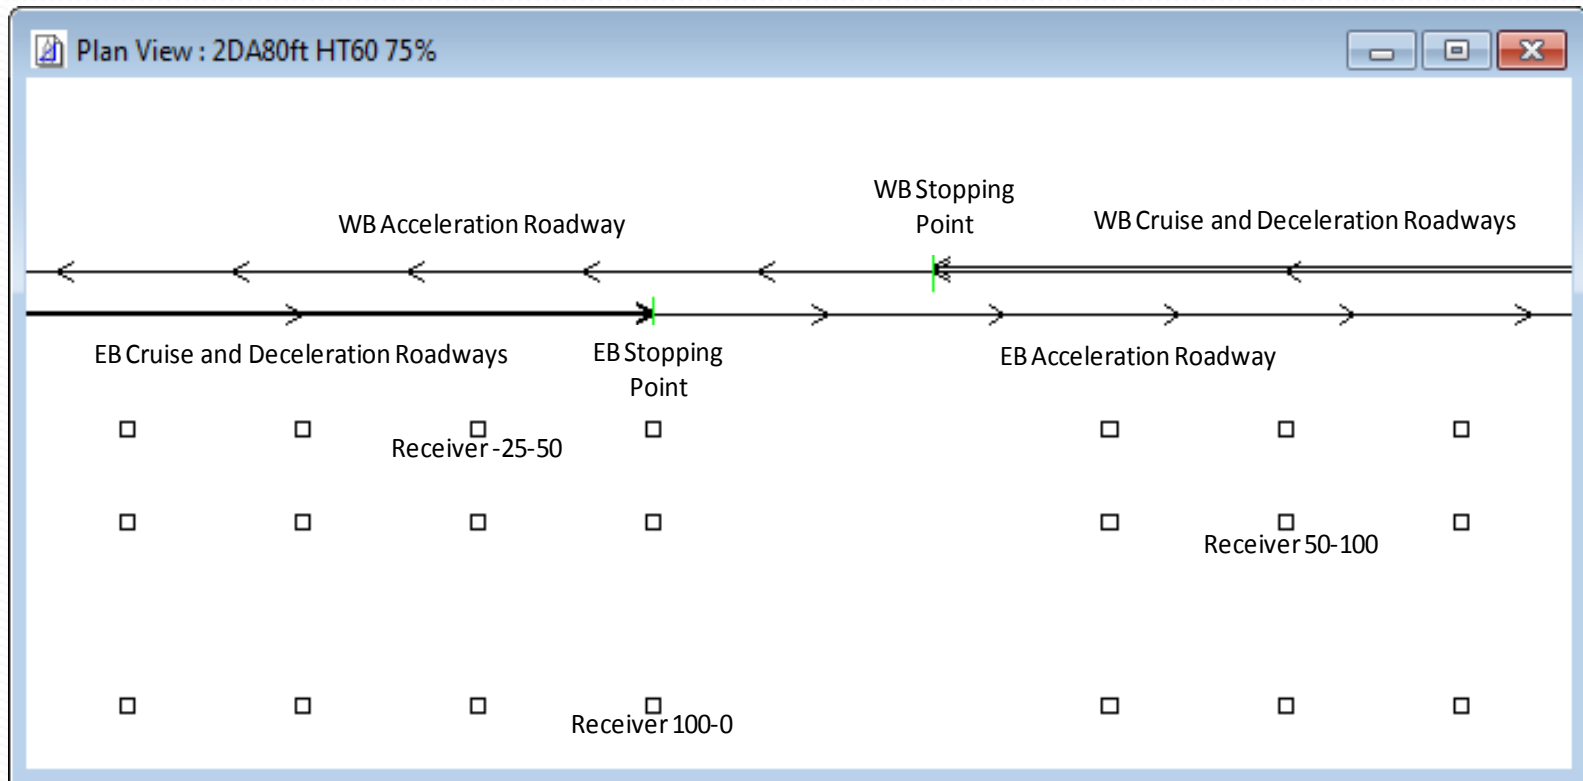 Plan View : 2DA80ft HT60 75%
WB Stopping
Point
WB Acceleration Roadway
WB Cruise and Deceleration Roadways
EB Cruise and Deceleration Roadways
EB Stopping
Point
EB Acceleration Roadway
Receiver -25-50
Receiver 50-100
Receiver 100-0